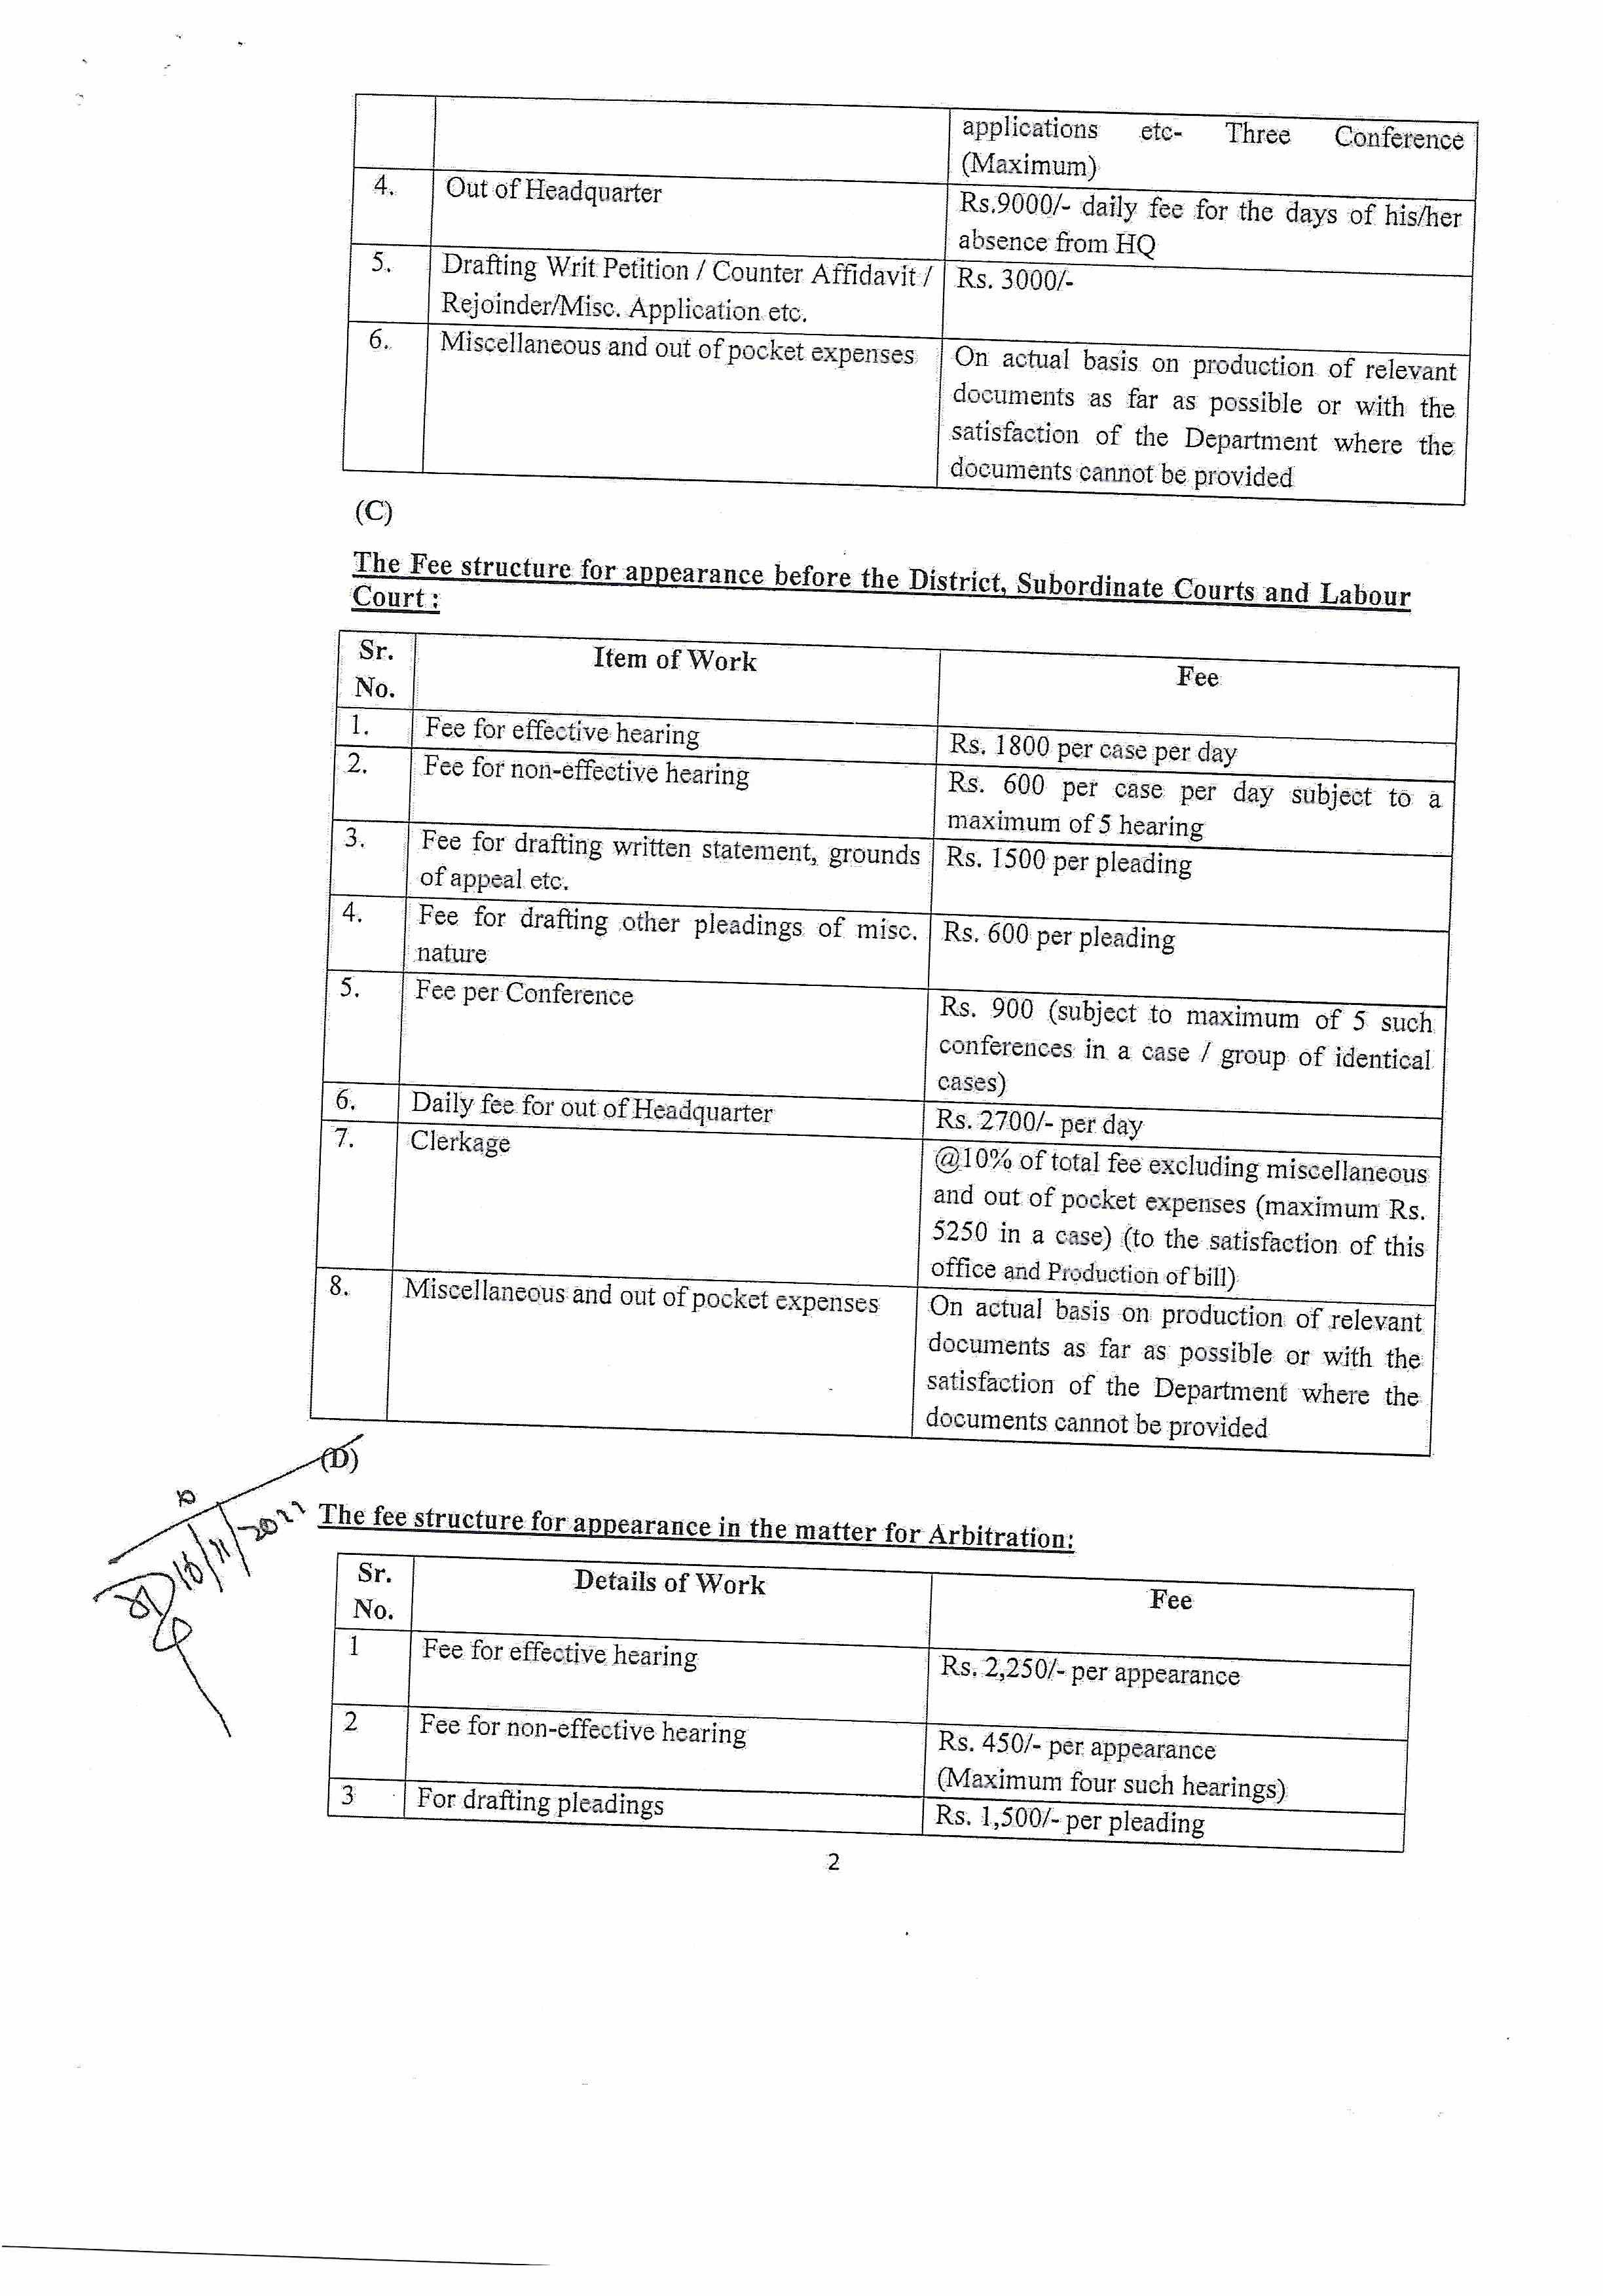 applications etc- Three Conference
(Maximum)
4. Out of Headquarter Rs.9000/- daily fee for the days of his/her
absence from HQ
5. Drafting Writ Petition / Counter Affidavit / Rs. 3000/-
Rejoinder/Misc. Application etc.
6. Miscellaneous and out of pocket expenses On actual basis on production of relevant
documents as far as possible or with the
satisfaction of the Department where the
documents cannot be provided
(C)
The Fee structure for appearance before the District, Subordinate Courts and Labour
Court :
Sr. Item of Work Fee
No.
1. Fee for effective hearing Rs. 1800 per case per day
2. Fee for non-effective hearing Rs. 600 per case per day subject to a
maximum of 5 hearing
3. Fee for drafting written statement, grounds Rs. 1500 per pleading
of appeal etc.
4. Fee for drafting other pleadings of misc. Rs. 600 per pleading
nature
5. Fee per Conference Rs. 900 (subject to maximum of 5 such
conferences in a case / group of identical
cases)
6. Daily fee for out of Headquarter Rs. 2700/- per day
7. Clerkage @10% of total fee excluding miscellaneous
and out of pocket expenses (maximum Rs.
5250 in a case) (to the satisfaction of this
office and Production of bill)
8. Miscellaneous and out of pocket expenses On actual basis on production of relevant
documents as far as possible or with the
satisfaction of the Department where the
documents cannot be provided
(D)
The fee structure for appearance in the matter for Arbitration:
Sr. Details of Work Fee
No.
1 Fee for effective hearing Rs. 2,250/- per appearance
2 Fee for non-effective hearing Rs. 450/- per appearance
(Maximum four such hearings)
3 For drafting pleadings Rs. 1,500/- per pleading
2